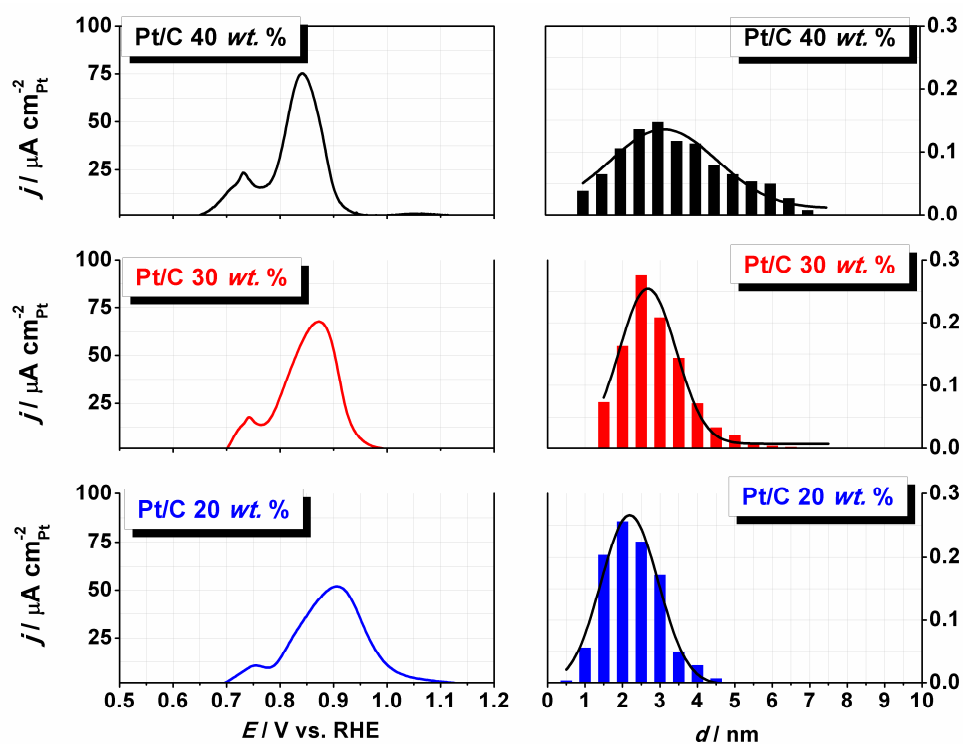 100
75
50
25
j / μA cm⁻²Pt
Pt/C 40 wt. %
Pt/C 40 wt. %
0.3
0.2
0.1
0.0
100
75
50
25
j / μA cm⁻²Pt
Pt/C 30 wt. %
Pt/C 30 wt. %
0.3
0.2
0.1
0.0
100
75
50
25
j / μA cm⁻²Pt
Pt/C 20 wt. %
Pt/C 20 wt. %
0.3
0.2
0.1
0.0
0.5 0.6 0.7 0.8 0.9 1.0 1.1 1.2
E / V vs. RHE
0 1 2 3 4 5 6 7 8 9 10
d / nm